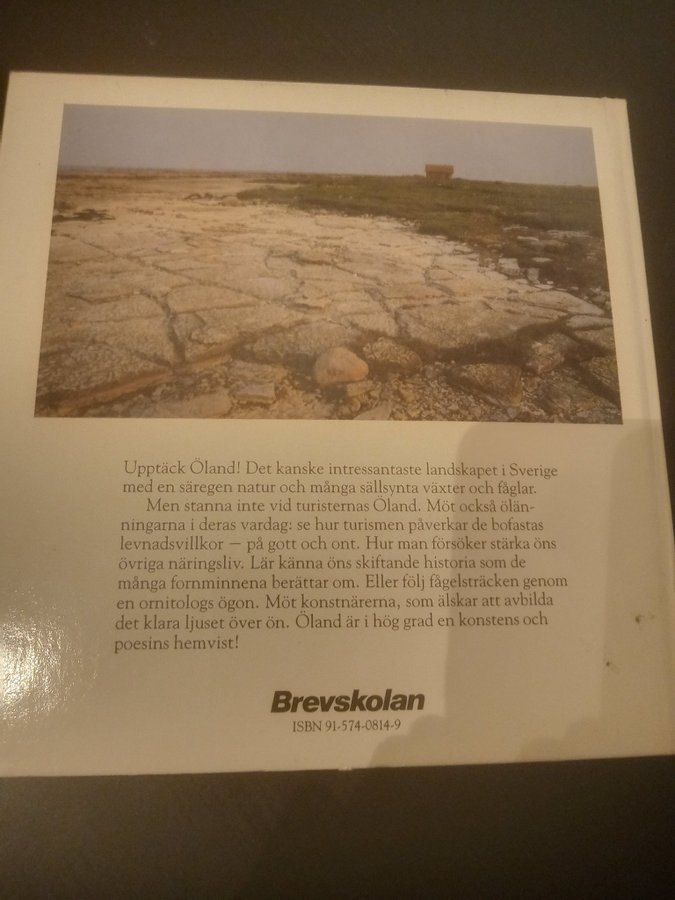 Upptäck Öland! Det kanske intressantaste landskapet i Sverige
med en säregen natur och många sällsynta växter och fåglar.
Men stanna inte vid turisternas Öland. Möt också ölän-
ningarna i deras vardag: se hur turismen påverkar de bofastas
levnadsvillkor – på gott och ont. Hur man försöker stärka öns
övriga näringsliv. Lär känna öns skiftande historia som de
många fornminnena berättar om. Eller följ fågelsträcken genom
en ornitologs ögon. Möt konstnärerna, som älskar att avbilda
det klara ljuset över ön. Öland är i hög grad en konstens och
poesins hemvist!
Brevskolan
ISBN 91-574-0814-9